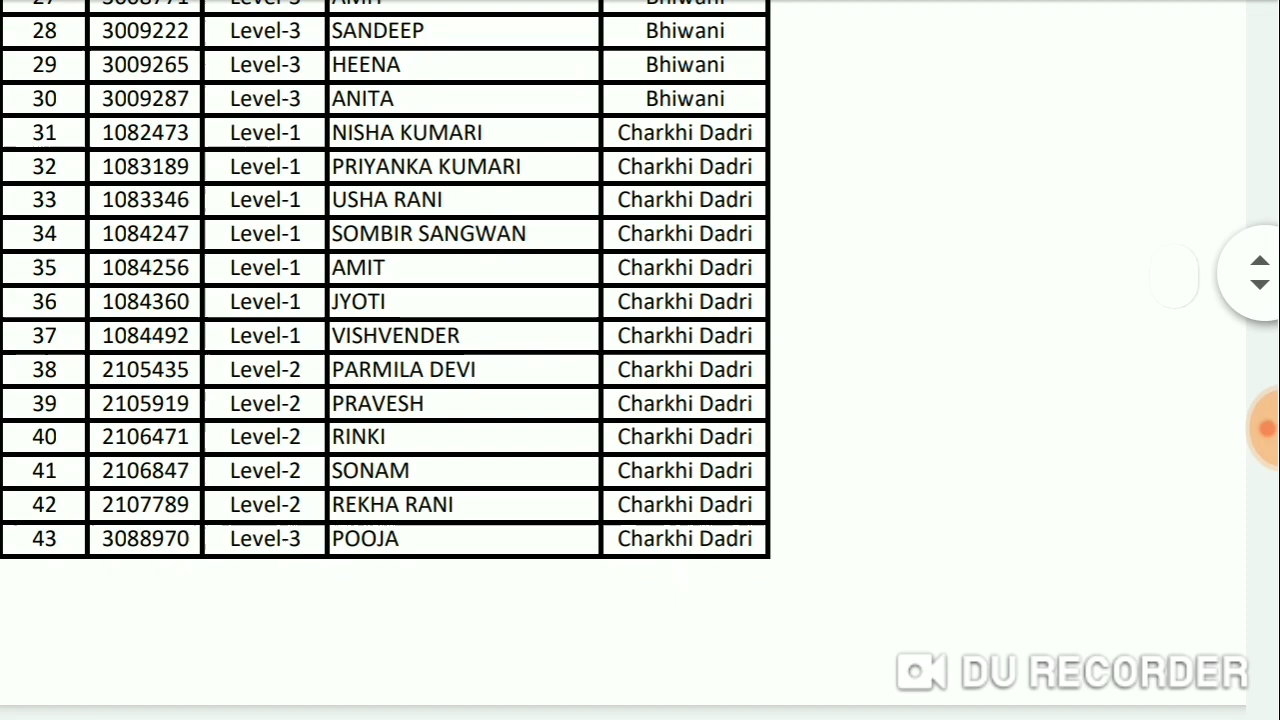 28 3009222 Level-3 SANDEEP Bhiwani
29 3009265 Level-3 HEENA Bhiwani
30 3009287 Level-3 ANITA Bhiwani
31 1082473 Level-1 NISHA KUMARI Charkhi Dadri
32 1083189 Level-1 PRIYANKA KUMARI Charkhi Dadri
33 1083346 Level-1 USHA RANI Charkhi Dadri
34 1084247 Level-1 SOMBIR SANGWAN Charkhi Dadri
35 1084256 Level-1 AMIT Charkhi Dadri
36 1084360 Level-1 JYOTI Charkhi Dadri
37 1084492 Level-1 VISHVENDER Charkhi Dadri
38 2105435 Level-2 PARMILA DEVI Charkhi Dadri
39 2105919 Level-2 PRAVESH Charkhi Dadri
40 2106471 Level-2 RINKI Charkhi Dadri
41 2106847 Level-2 SONAM Charkhi Dadri
42 2107789 Level-2 REKHA RANI Charkhi Dadri
43 3088970 Level-3 POOJA Charkhi Dadri
DU RECORDER